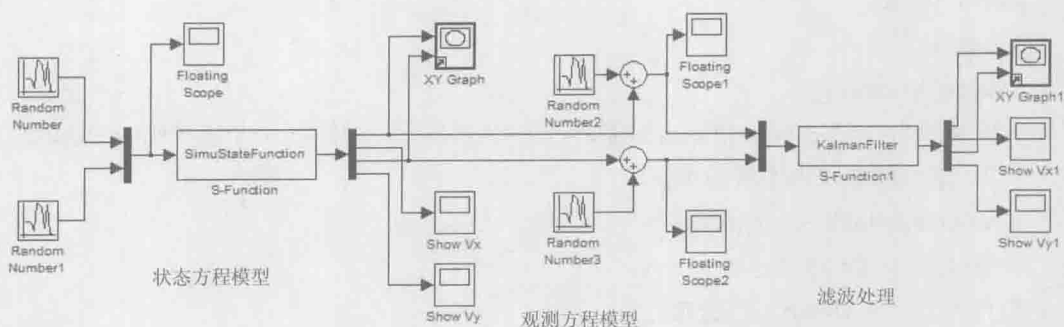 Random
Number
Random
Number1
Floating
Scope
SimuStateFunction
S-Function
状态方程模型
XY Graph
Show Vx
Show Vy
Random
Number2
Floating
Scope1
Random
Number3
Floating
Scope2
观测方程模型
KalmanFilter
S-Function1
XY Graph1
Show Vx1
Show Vy1
滤波处理